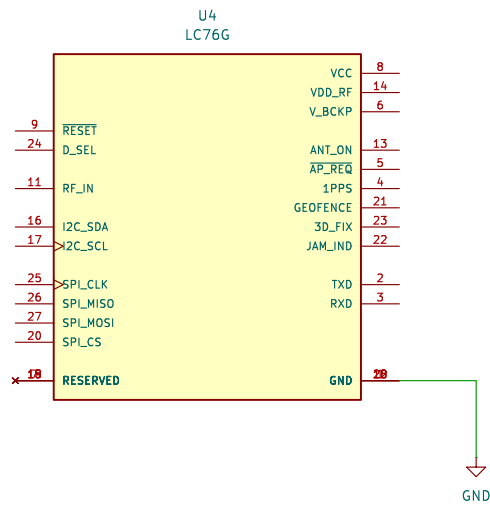 U4
LC76G
8 VCC
14 VDD_RF
6 V_BCKP
9 RESET
24 D_SEL
13 ANT_ON
5 AP_REQ
11 RF_IN
4 1PPS
21 GEOFENCE
16 I2C_SDA
23 3D_FIX
17 I2C_SCL
22 JAM_IND
25 SPI_CLK
2 TXD
26 SPI_MISO
3 RXD
27 SPI_MOSI
20 SPI_CS
RESERVED
GND
GND